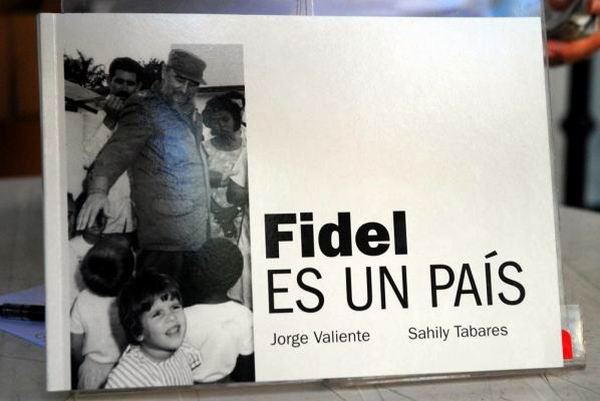 Fidel
ES UN PAÍS
Jorge Valiente Sahily Tabares